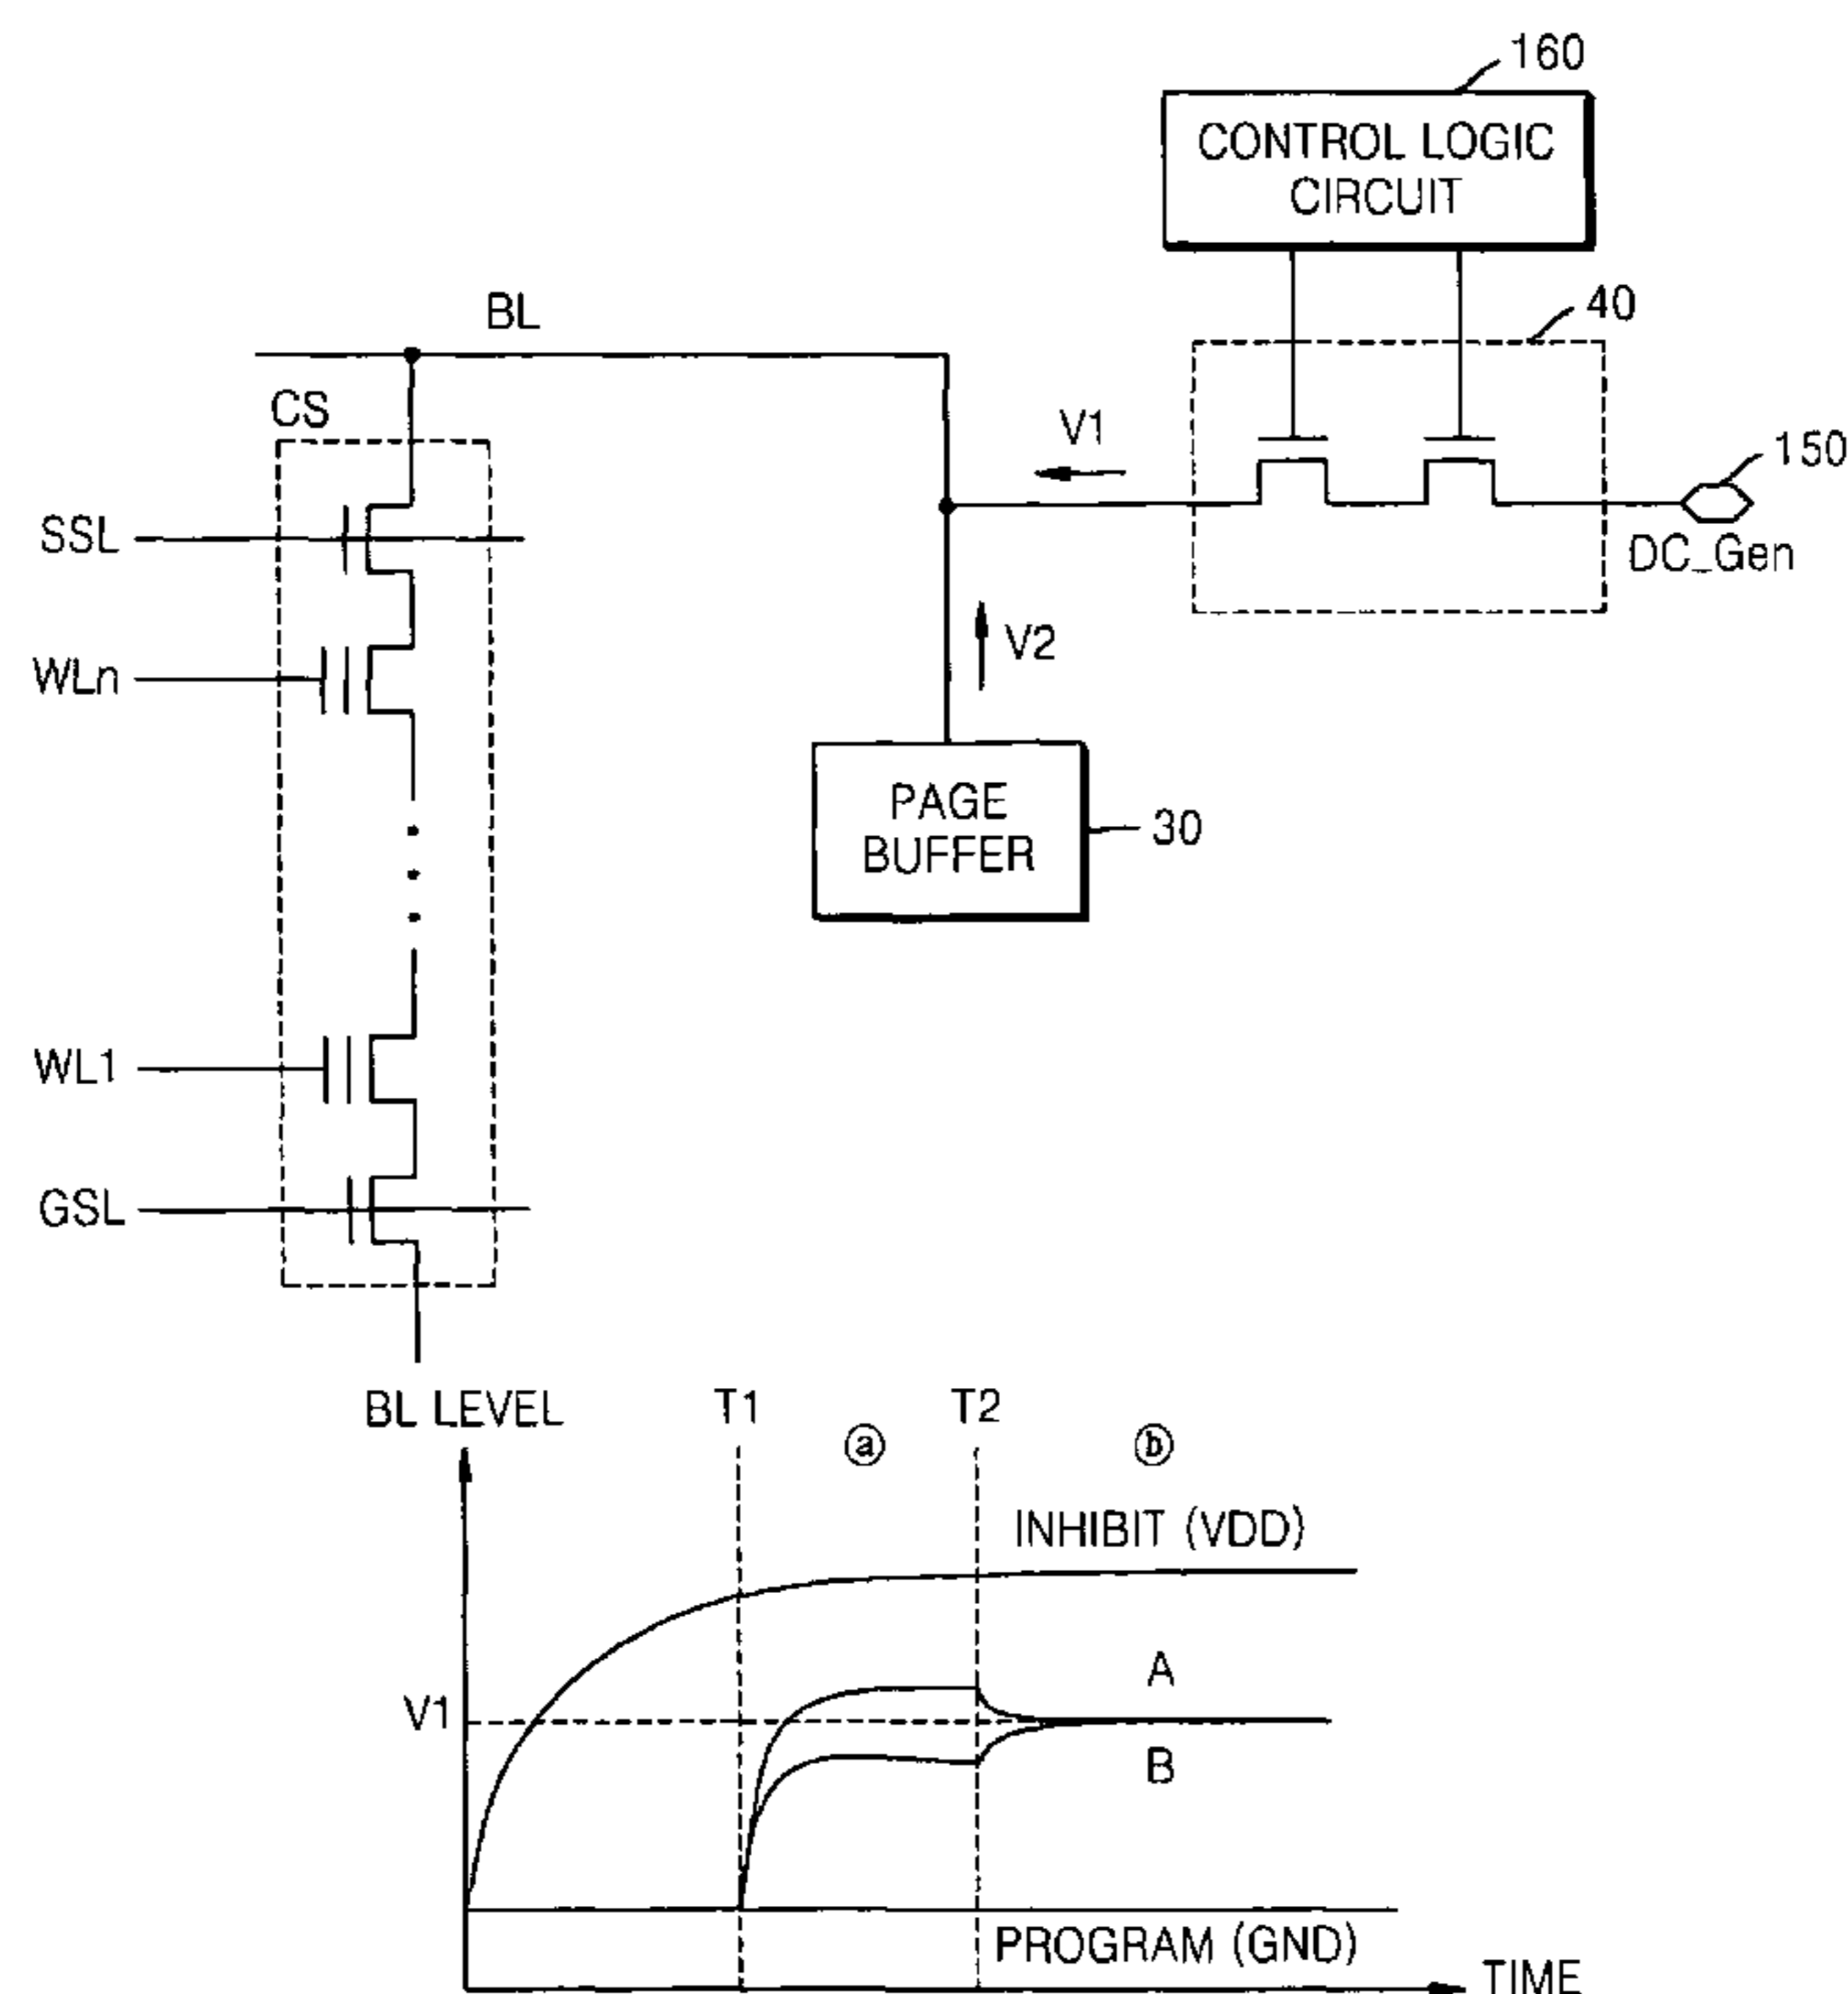 160
CONTROL LOGIC
CIRCUIT
40
BL
CS
V1
150
SSL
DC_Gen
V2
WLn
PAGE
BUFFER
30
WL1
GSL
BL LEVEL
T1
T2
ⓐ
ⓑ
INHIBIT (VDD)
A
V1
B
PROGRAM (GND)
TIME